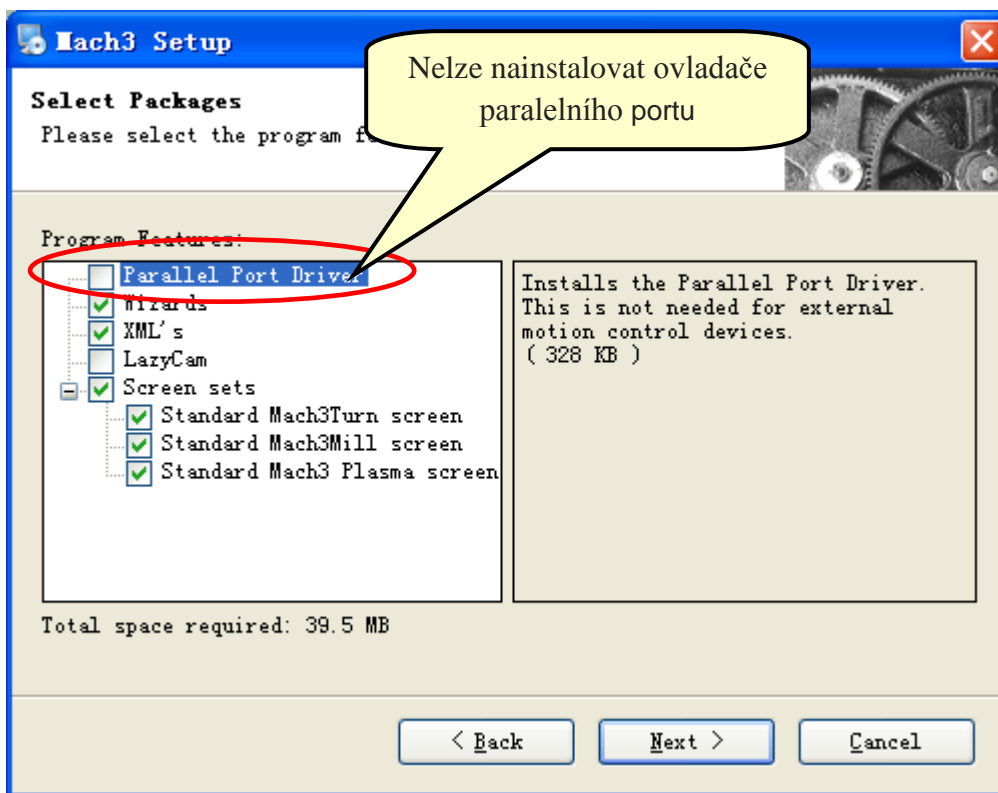 Mach3 Setup
Nelze nainstalovat ovladače
paralelního portu
Select Packages
Please select the program
Program Features:
Parallel Port Driver
Wizards
XML's
LazyCam
Screen sets
Standard Mach3Turn screen
Standard Mach3Mill screen
Standard Mach3 Plasma screen
Installs the Parallel Port Driver.
This is not needed for external
motion control devices.
( 328 KB )
Total space required: 39.5 MB
< Back
Next >
Cancel